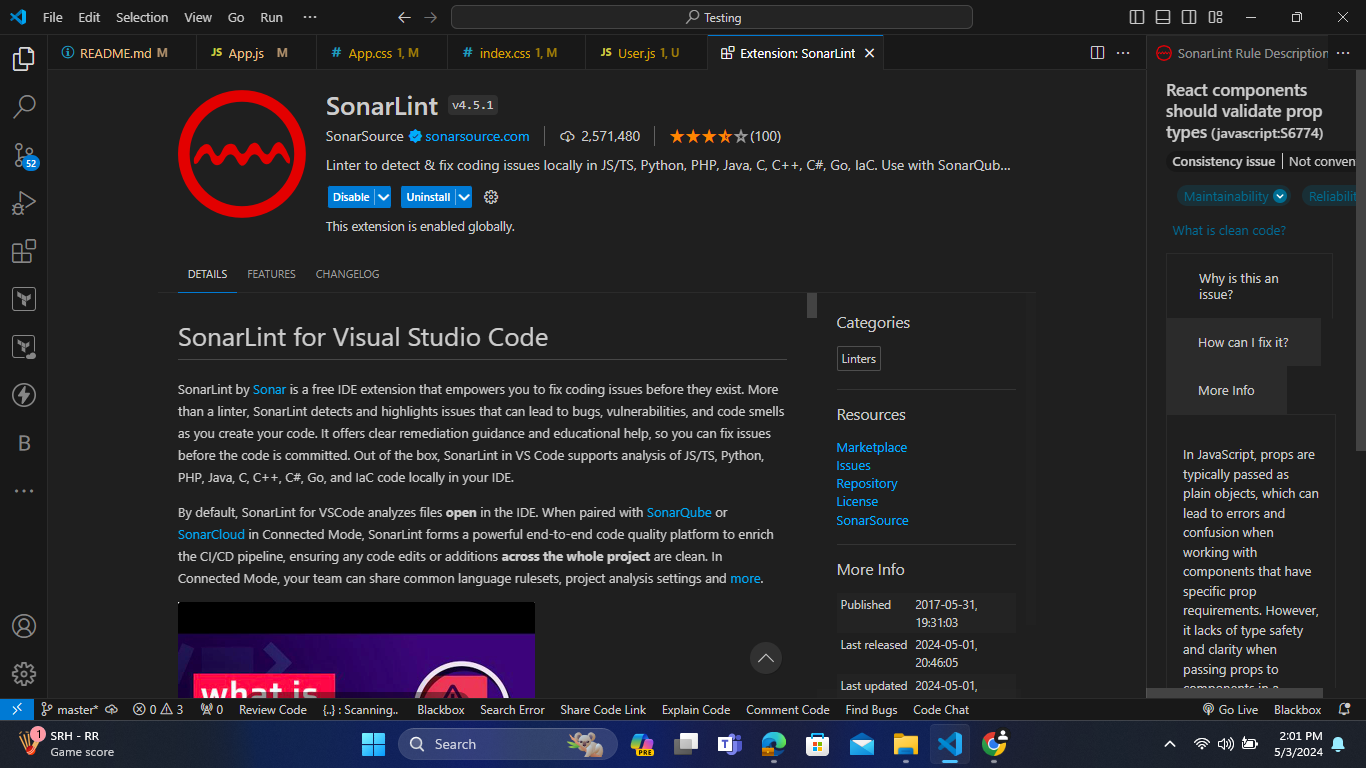 File Edit Selection View Go Run ···
Testing
README.md M
JS App.js M
# App.css 1, M
# index.css 1, M
JS User.js 1, U
Extension: SonarLint
SonarLint Rule Description
52
B
SonarLint v4.5.1
SonarSource sonarsource.com 2,571,480 (100)
Linter to detect & fix coding issues locally in JS/TS, Python, PHP, Java, C, C++, C#, Go, IaC. Use with SonarQub...
Disable Uninstall
This extension is enabled globally.
DETAILS FEATURES CHANGELOG
SonarLint for Visual Studio Code
SonarLint by Sonar is a free IDE extension that empowers you to fix coding issues before they exist. More
than a linter, SonarLint detects and highlights issues that can lead to bugs, vulnerabilities, and code smells
as you create your code. It offers clear remediation guidance and educational help, so you can fix issues
before the code is committed. Out of the box, SonarLint in VS Code supports analysis of JS/TS, Python,
PHP, Java, C, C++, C#, Go, and IaC code locally in your IDE.
By default, SonarLint for VSCode analyzes files open in the IDE. When paired with SonarQube or
SonarCloud in Connected Mode, SonarLint forms a powerful end-to-end code quality platform to enrich
the CI/CD pipeline, ensuring any code edits or additions across the whole project are clean. In
Connected Mode, your team can share common language rulesets, project analysis settings and more.
what is
Categories
Linters
Resources
Marketplace
Issues
Repository
License
SonarSource
More Info
Published 2017-05-31,
19:31:03
Last released 2024-05-01,
20:46:05
Last updated 2024-05-01,
React components
should validate prop
types (javascript:S6774)
Consistency issue Not conven
Maintainability Reliabilit
What is clean code?
Why is this an
issue?
How can I fix it?
More Info
In JavaScript, props are
typically passed as
plain objects, which can
lead to errors and
confusion when
working with
components that have
specific prop
requirements. However,
it lacks of type safety
and clarity when
passing props to
components in a
master* 0 3 0 Review Code {..} : Scanning.. Blackbox Search Error Share Code Link Explain Code Comment Code Find Bugs Code Chat Go Live Blackbox
1
SRH - RR
Game score
Search
PRE
2:01 PM
5/3/2024